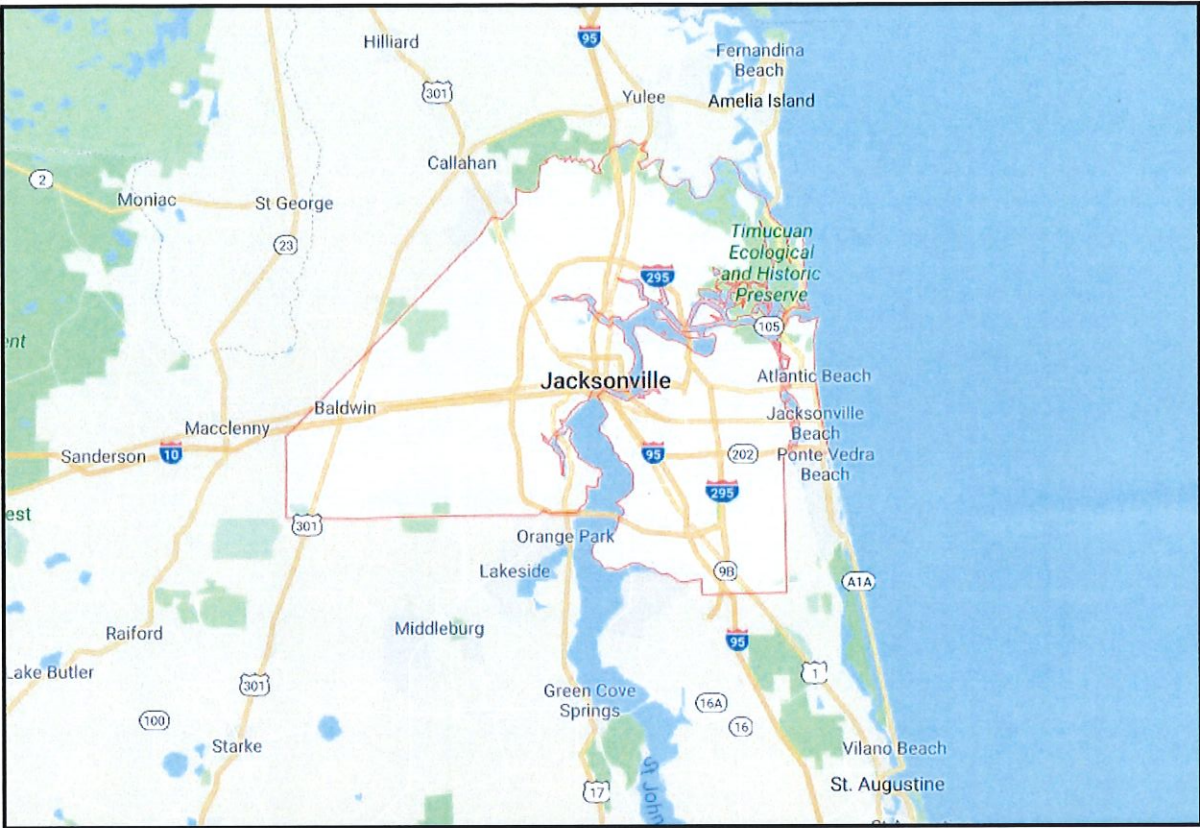 95
Hilliard
Fernandina
Beach
301
Yulee
Amelia Island
Callahan
2
Moniac
St George
23
Timucuan
Ecological
and Historic
Preserve
295
105
ent
Jacksonville
Atlantic Beach
Baldwin
Jacksonville
Beach
Macclenny
Sanderson
10
95
202
Ponte Vedra
Beach
295
est
301
Orange Park
Lakeside
9B
A1A
Raiford
Middleburg
95
Lake Butler
1
301
Green Cove
Springs
16A
100
16
Starke
Vilano Beach
St. Augustine
17
St John